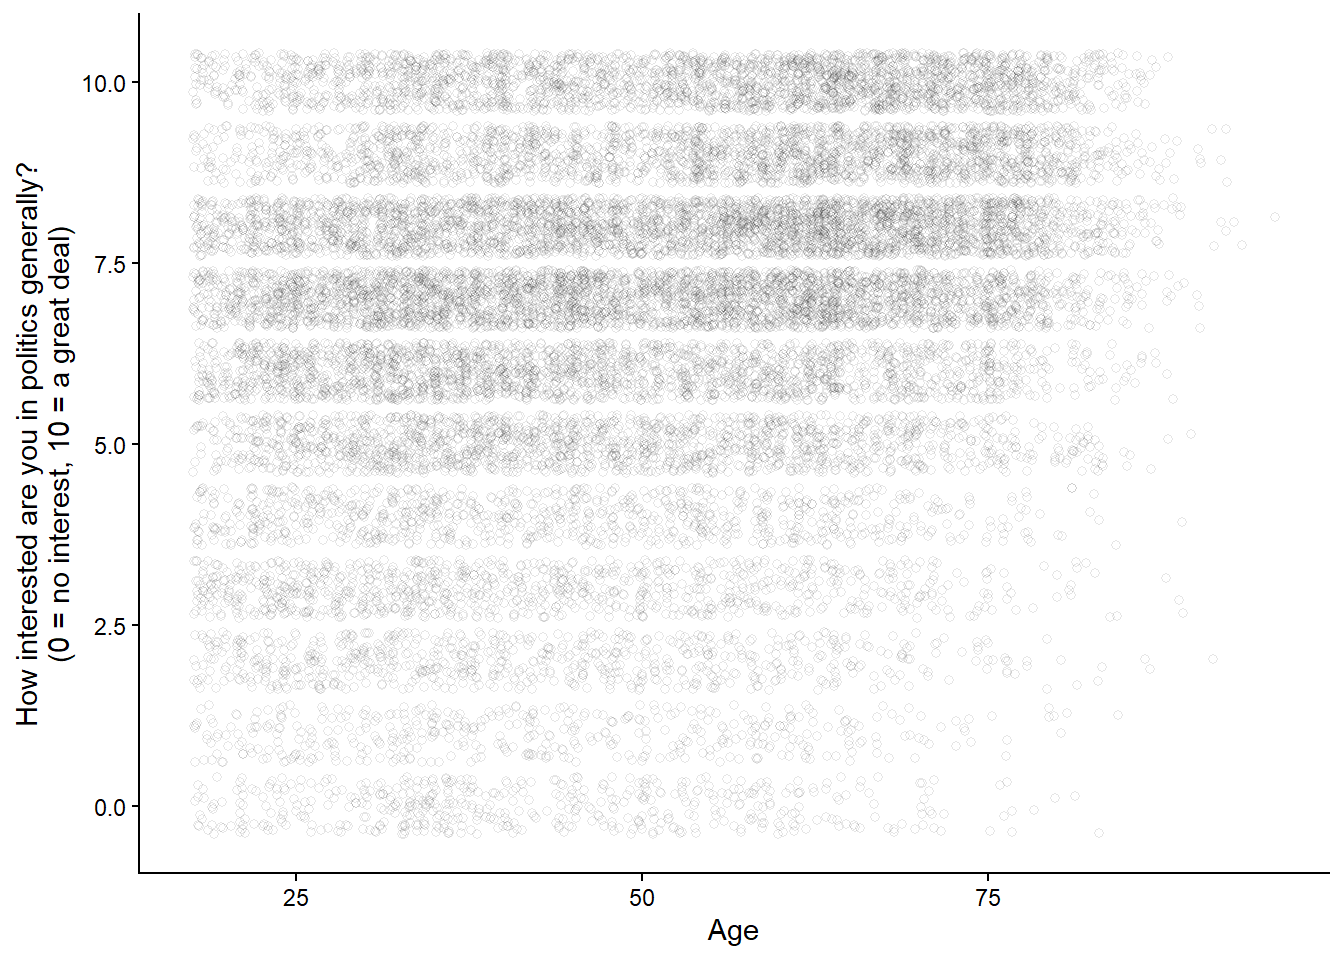 How interested are you in politics generally?
(0 = no interest, 10 = a great deal)
10.0
7.5
5.0
2.5
0.0
25
50
75
Age